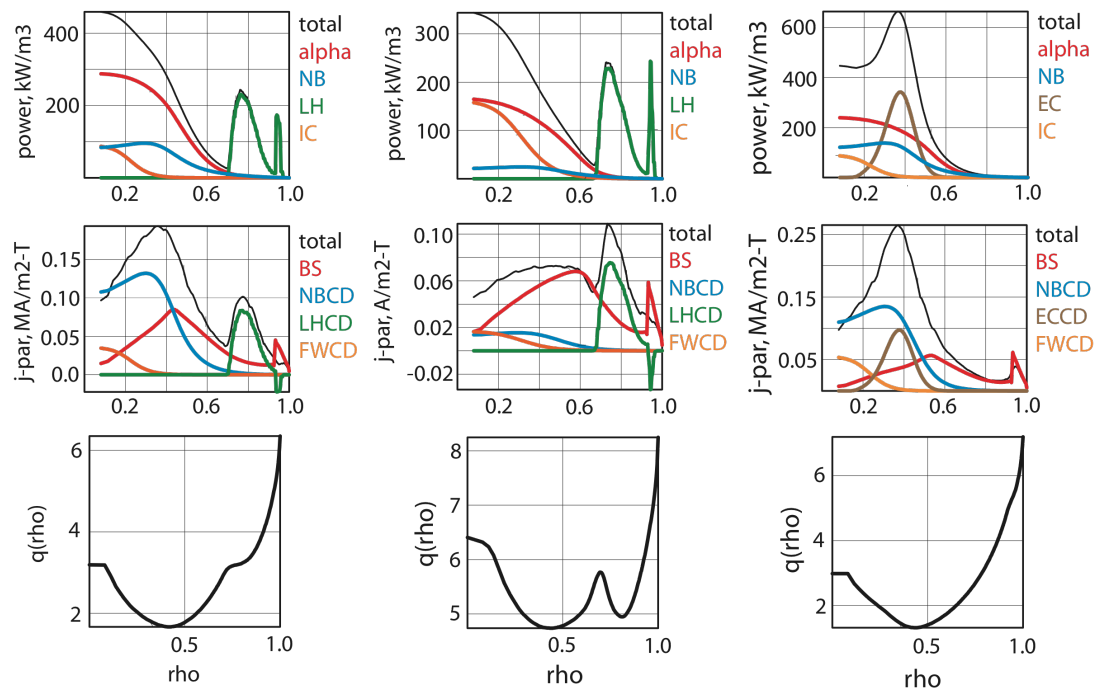 power, kW/m3
400
200
0.2
0.6
1.0
total
alpha
NB
LH
IC
power, kW/m3
300
200
100
0.2
0.6
1.0
total
alpha
NB
LH
IC
power, kW/m3
600
400
200
0.2
0.6
1.0
total
alpha
NB
EC
IC
j-par, MA/m2-T
0.15
0.10
0.05
0.0
0.2
0.6
1.0
total
BS
NBCD
LHCD
FWCD
j-par, A/m2-T
0.10
0.06
0.02
-0.02
0.2
0.6
1.0
total
BS
NBCD
LHCD
FWCD
j-par, MA/m2-T
0.25
0.15
0.05
0.2
0.6
1.0
total
BS
NBCD
ECCD
FWCD
q(rho)
6
4
2
0.5
1.0
rho
q(rho)
8
7
6
5
0.5
1.0
rho
q(rho)
6
4
2
0.5
1.0
rho